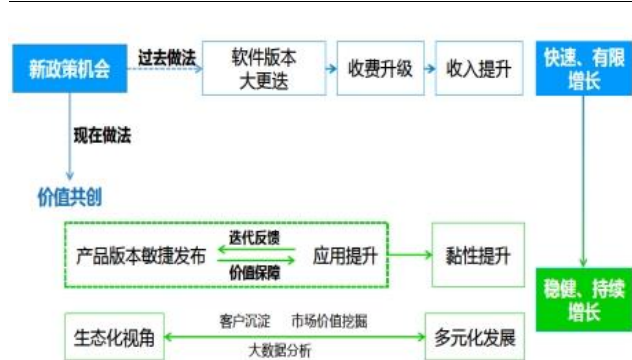 新政策机会
过去做法
软件版本
大更迭
收费升级
收入提升
快速、有限
增长
现在做法
价值共创
产品版本敏捷发布
迭代反馈
价值保障
应用提升
黏性提升
稳健、持续
增长
生态化视角
客户沉淀 市场价值挖掘
大数据分析
多元化发展